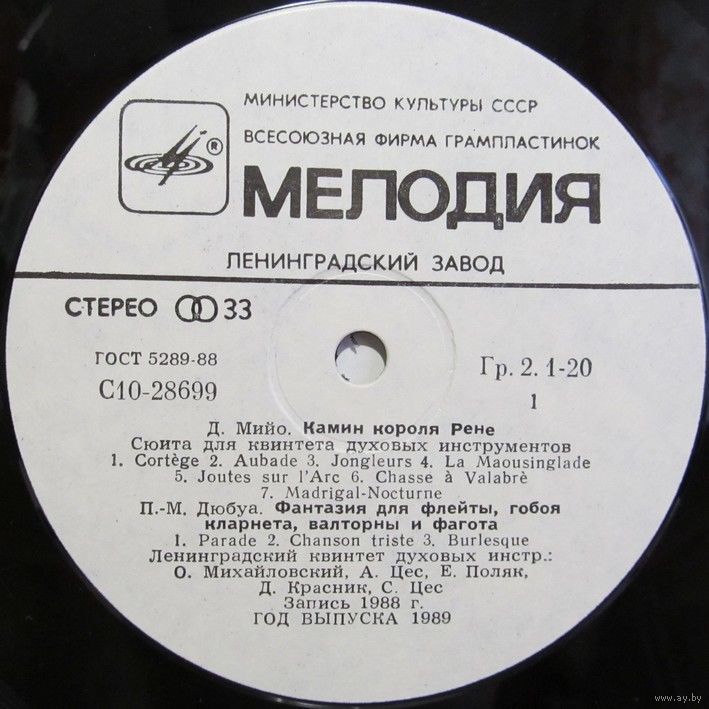 МИНИСТЕРСТВО КУЛЬТУРЫ СССР
ВСЕСОЮЗНАЯ ФИРМА ГРАМПЛАСТИНОК
®
МЕЛОДИЯ
ЛЕНИНГРАДСКИЙ ЗАВОД
СТЕРЕО 33
ГОСТ 5289-88
Гр. 2. 1-20
С10-28699
1
Д. Мийо. Камин короля Рене
Сюита для квинтета духовых инструментов
1. Cortège 2. Aubade 3. Jongleurs 4. La Maousinglade
5. Joutes sur l'Arc 6. Chasse à Valabrè
7. Madrigal-Nocturne
П.-М. Дюбуа. Фантазия для флейты, гобоя
кларнета, валторны и фагота
1. Parade 2. Chanson triste 3. Burlesque
Ленинградский квинтет духовых инстр.:
О. Михайловский, А. Цес, Е. Поляк,
Д. Красник, С. Цес
Запись 1988 г.
ГОД ВЫПУСКА 1989
www.ay.by